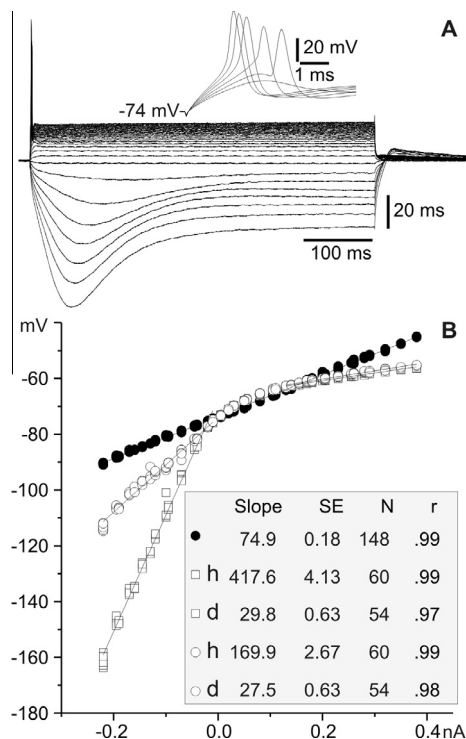 A
20 mV
1 ms
-74 mV
20 ms
100 ms
mV
B
-60
-80
-100
-120
-140
-160
-180
Slope SE N r
● 74.9 0.18 148 .99
□ h 417.6 4.13 60 .99
□ d 29.8 0.63 54 .97
○ h 169.9 2.67 60 .99
○ d 27.5 0.63 54 .98
-0.2 0.0 0.2 0.4 nA